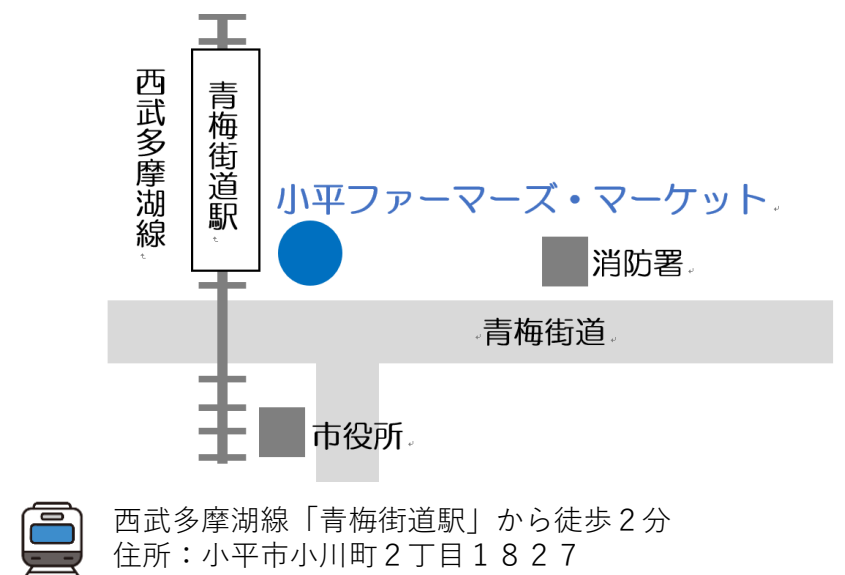 西武多摩湖線
青梅街道駅
小平ファーマーズ・マーケット
消防署
青梅街道
市役所
西武多摩湖線「青梅街道駅」から徒歩２分
住所：小平市小川町２丁目１８２７